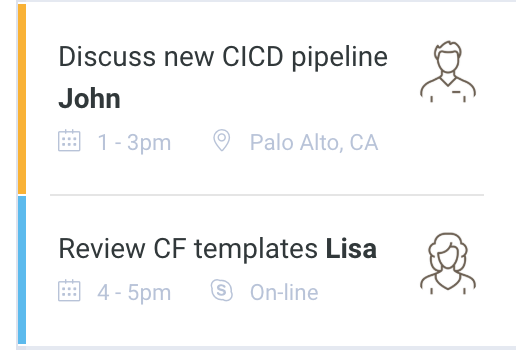 Discuss new CICD pipeline
John
1 - 3pm Palo Alto, CA
Review CF templates Lisa
4 - 5pm On-line